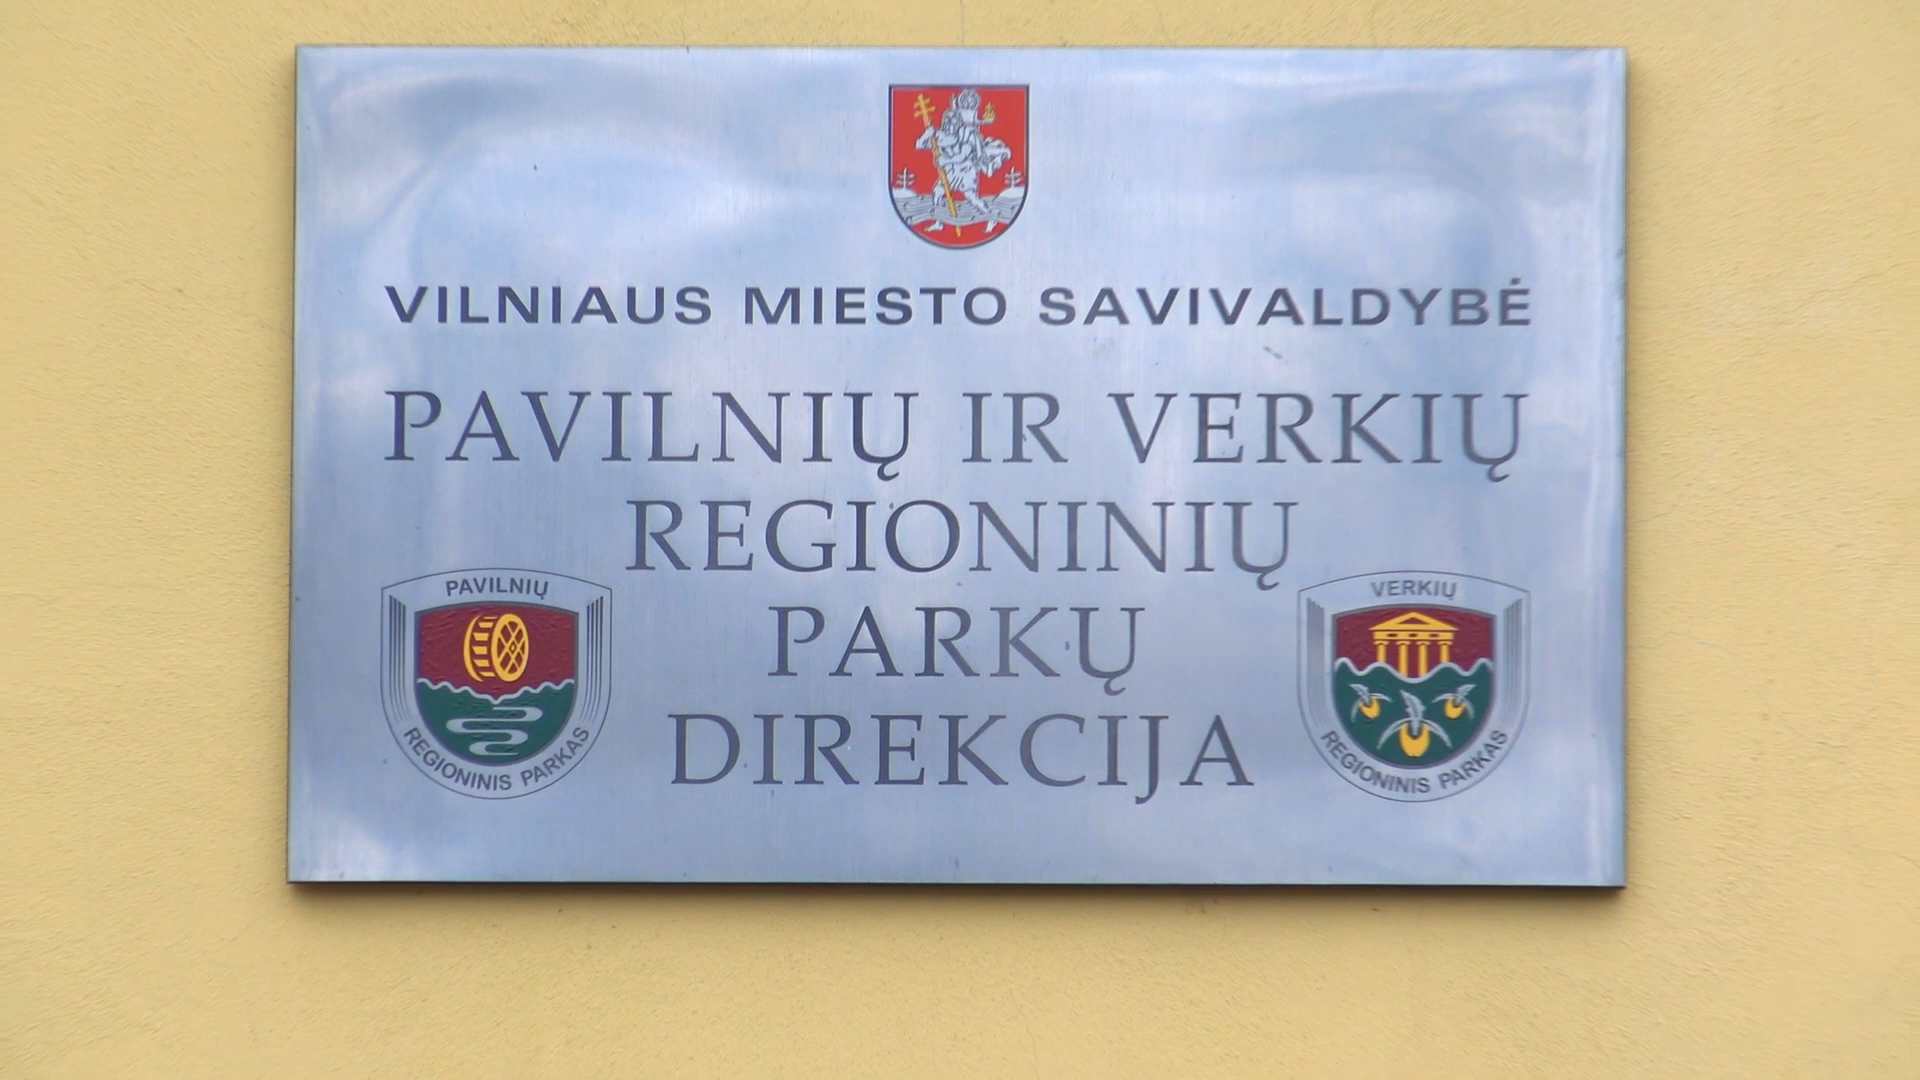 VILNIAUS MIESTO SAVIVALDYBĖ
PAVILNIŲ IR VERKIŲ
REGIONINIŲ
PARKŲ
DIREKCIJA
PAVILNIŲ
REGIONINIS PARKAS
VERKIŲ
REGIONINIS PARKAS